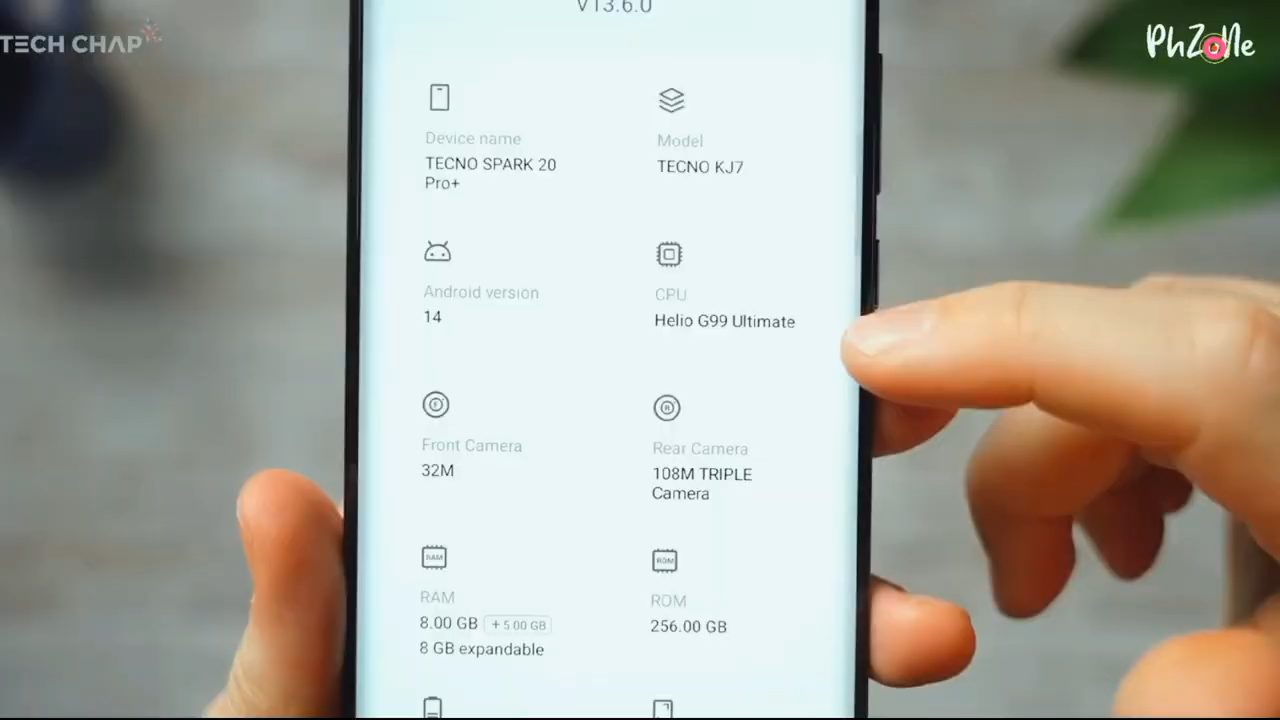 V13.6.0
TECH CHAP
PhZoNe
Device name
TECNO SPARK 20
Pro+
Model
TECNO KJ7
Android version
14
CPU
Helio G99 Ultimate
Front Camera
32M
Rear Camera
108M TRIPLE
Camera
RAM
RAM
8.00 GB + 5.00 GB
8 GB expandable
ROM
ROM
256.00 GB